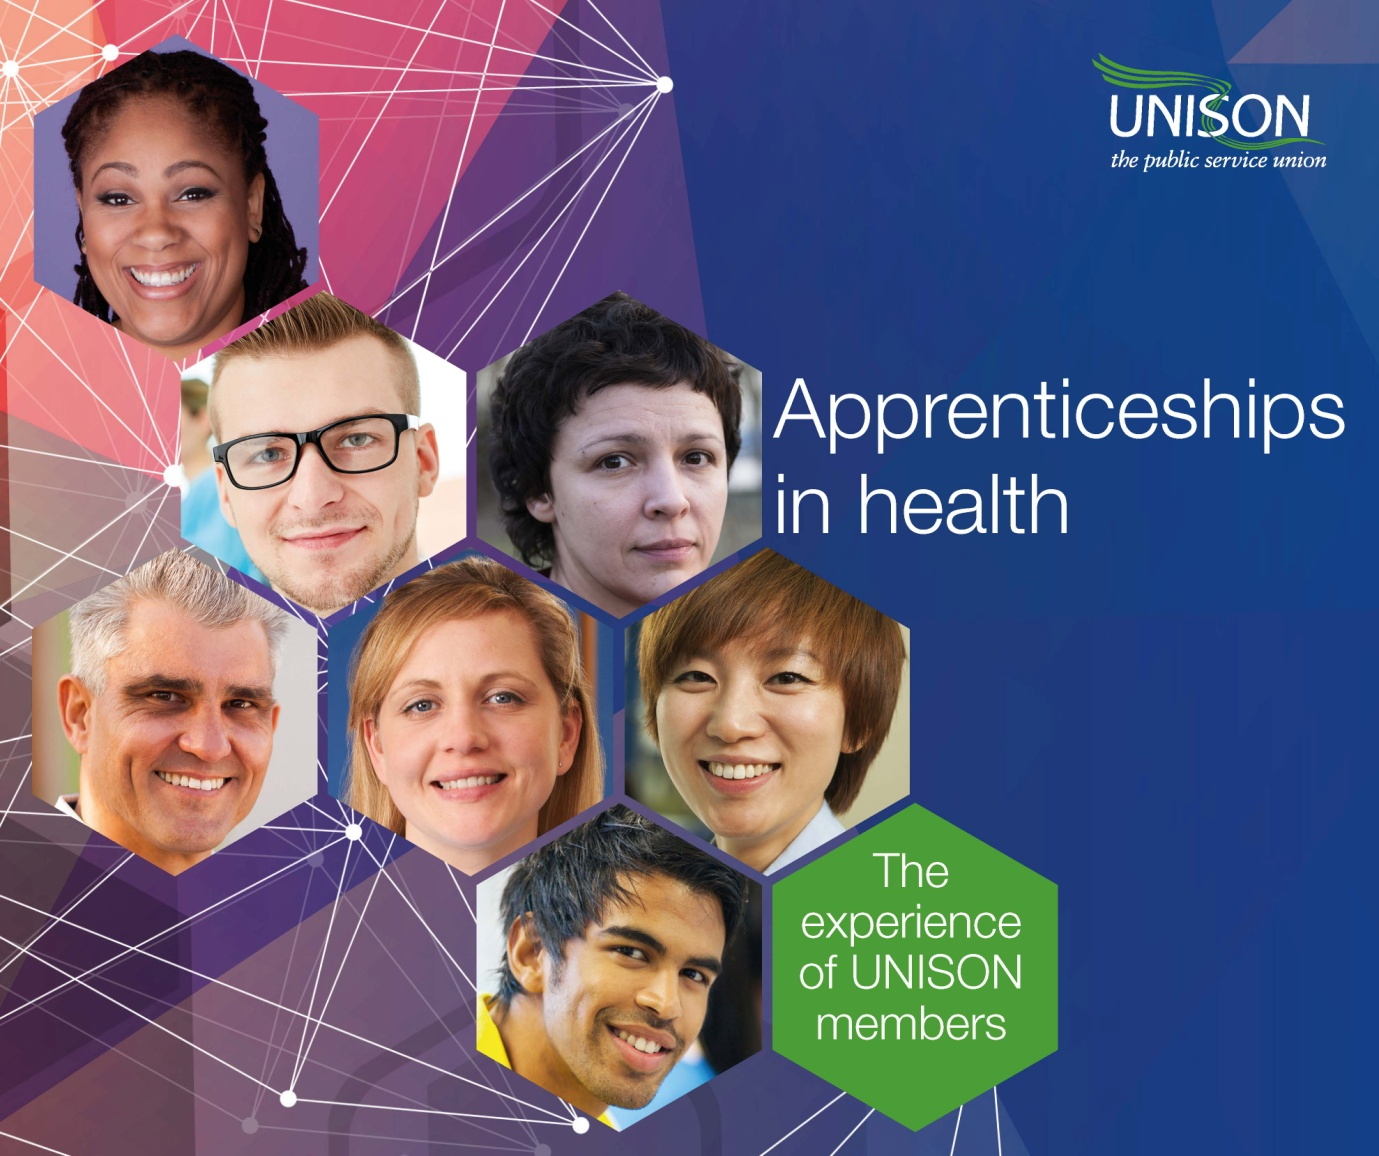 UNISON
the public service union
Apprenticeships
in health
The
experience
of UNISON
members